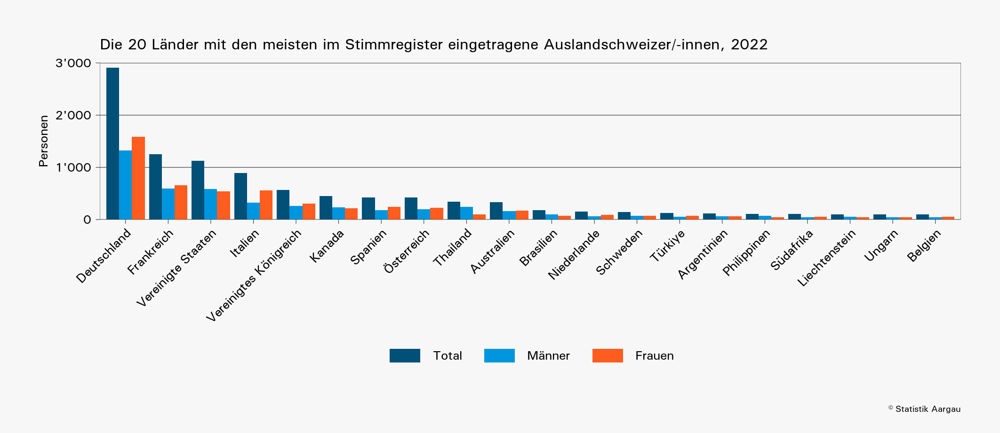 Die 20 Länder mit den meisten im Stimmregister eingetragene Auslandschweizer/-innen, 2022
Personen
3'000
2'000
1'000
0
Deutschland
Frankreich
Vereinigte Staaten
Italien
Vereinigtes Königreich
Kanada
Spanien
Österreich
Thailand
Australien
Brasilien
Niederlande
Schweden
Türkiye
Argentinien
Philippinen
Südafrika
Liechtenstein
Ungarn
Belgien
Total
Männer
Frauen
© Statistik Aargau